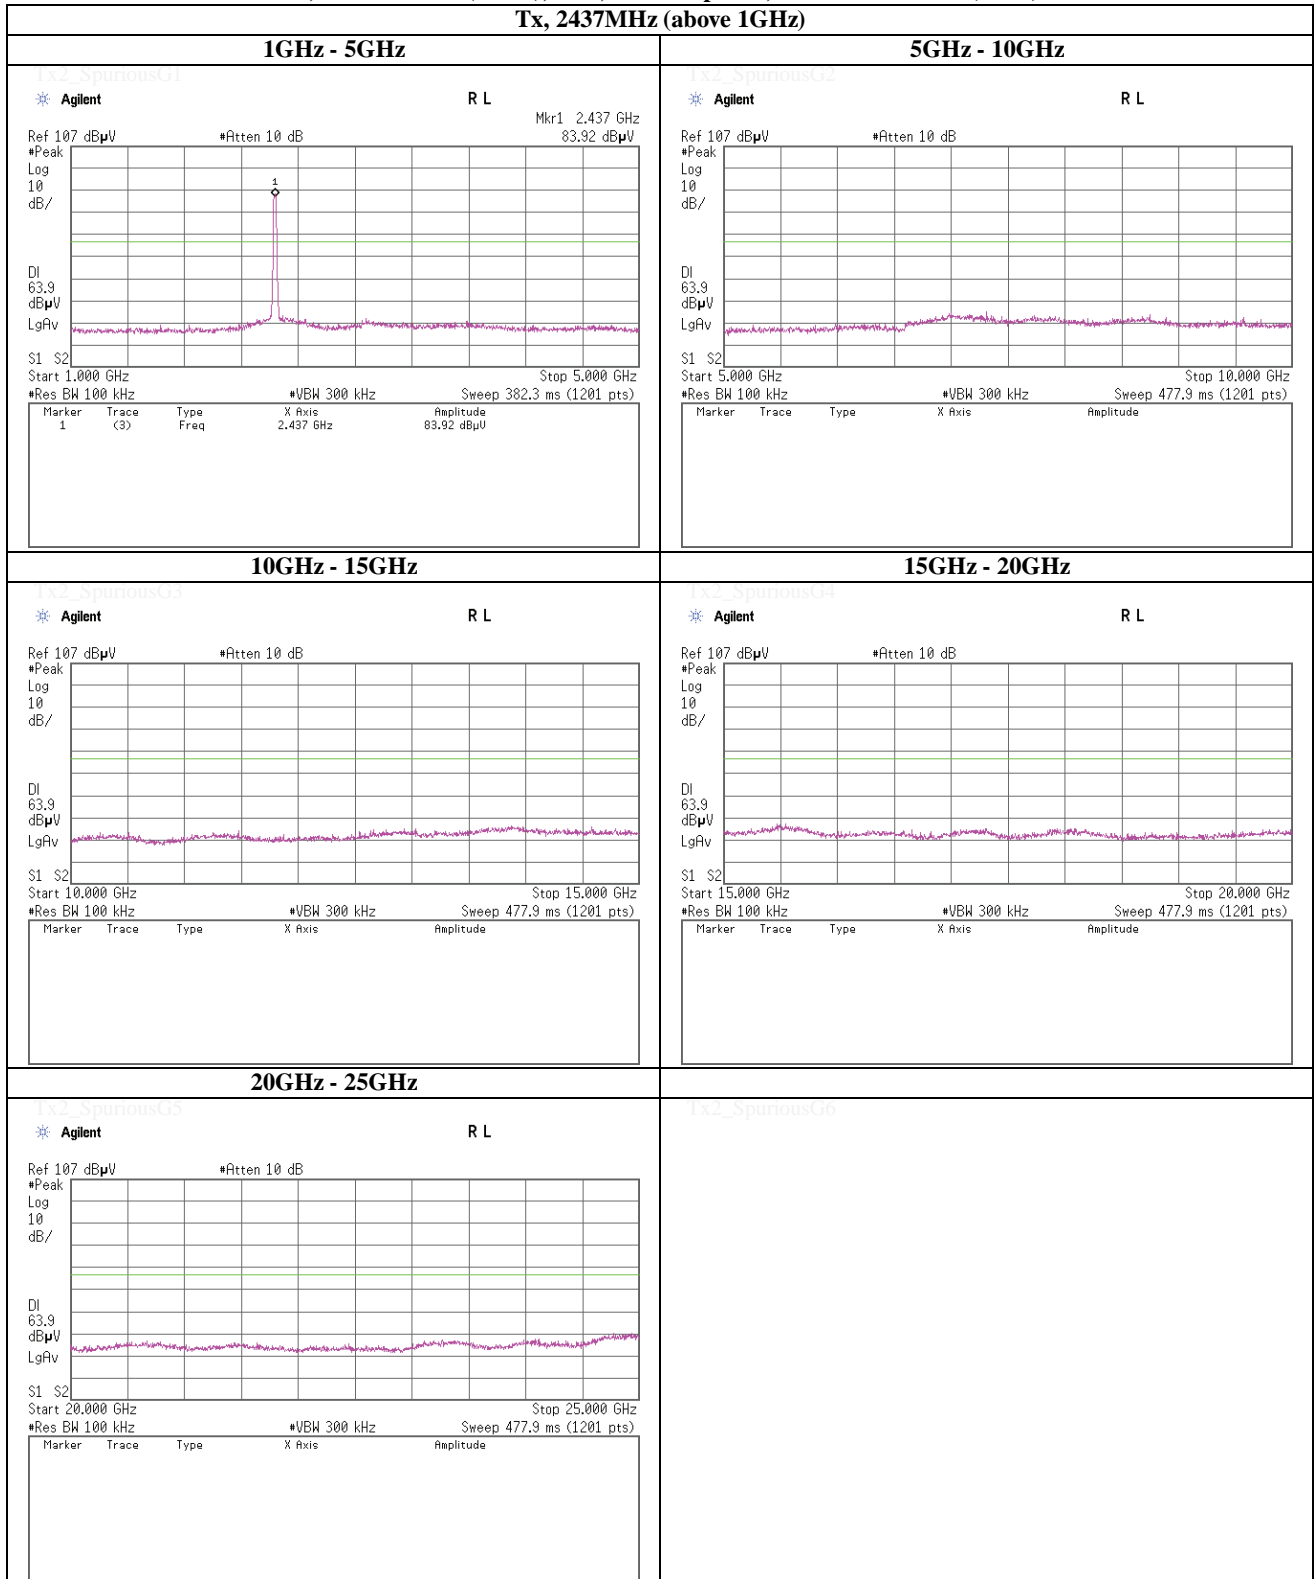 Tx, 2437MHz (above 1GHz)
1GHz - 5GHz
Tx2_SpuriousG1
Agilent
R L
Mkr1 2.437 GHz
Ref 107 dBµV #Atten 10 dB 83.92 dBµV
#Peak
Log
10
dB/
1
DI
63.9
dBµV
LgAv
S1 S2
Start 1.000 GHz Stop 5.000 GHz
#Res BW 100 kHz #VBW 300 kHz Sweep 382.3 ms (1201 pts)
Marker Trace Type X Axis Amplitude
1 (3) Freq 2.437 GHz 83.92 dBµV
5GHz - 10GHz
Tx2_SpuriousG2
Agilent
R L
Ref 107 dBµV #Atten 10 dB
#Peak
Log
10
dB/
DI
63.9
dBµV
LgAv
S1 S2
Start 5.000 GHz Stop 10.000 GHz
#Res BW 100 kHz #VBW 300 kHz Sweep 477.9 ms (1201 pts)
Marker Trace Type X Axis Amplitude
10GHz - 15GHz
Tx2_SpuriousG3
Agilent
R L
Ref 107 dBµV #Atten 10 dB
#Peak
Log
10
dB/
DI
63.9
dBµV
LgAv
S1 S2
Start 10.000 GHz Stop 15.000 GHz
#Res BW 100 kHz #VBW 300 kHz Sweep 477.9 ms (1201 pts)
Marker Trace Type X Axis Amplitude
15GHz - 20GHz
Tx2_SpuriousG4
Agilent
R L
Ref 107 dBµV #Atten 10 dB
#Peak
Log
10
dB/
DI
63.9
dBµV
LgAv
S1 S2
Start 15.000 GHz Stop 20.000 GHz
#Res BW 100 kHz #VBW 300 kHz Sweep 477.9 ms (1201 pts)
Marker Trace Type X Axis Amplitude
20GHz - 25GHz
Tx2_SpuriousG5
Agilent
R L
Ref 107 dBµV #Atten 10 dB
#Peak
Log
10
dB/
DI
63.9
dBµV
LgAv
S1 S2
Start 20.000 GHz Stop 25.000 GHz
#Res BW 100 kHz #VBW 300 kHz Sweep 477.9 ms (1201 pts)
Marker Trace Type X Axis Amplitude
Tx2_SpuriousG6